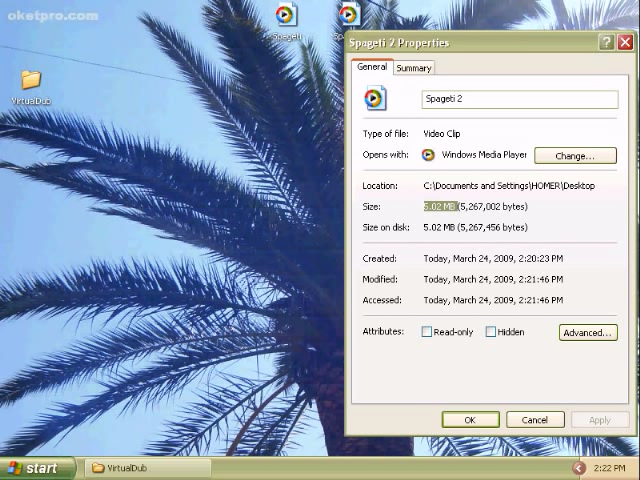 oketpro.com
Spageti
Spa
VirtualDub
Spageti 2 Properties
General
Summary
Spageti 2
Type of file: Video Clip
Opens with: Windows Media Player
Change...
Location: C:\Documents and Settings\HOMER\Desktop
Size: 5.02 MB (5,267,002 bytes)
Size on disk: 5.02 MB (5,267,456 bytes)
Created: Today, March 24, 2009, 2:20:23 PM
Modified: Today, March 24, 2009, 2:21:46 PM
Accessed: Today, March 24, 2009, 2:21:46 PM
Attributes: Read-only Hidden Advanced...
OK Cancel Apply
start VirtualDub 2:22 PM